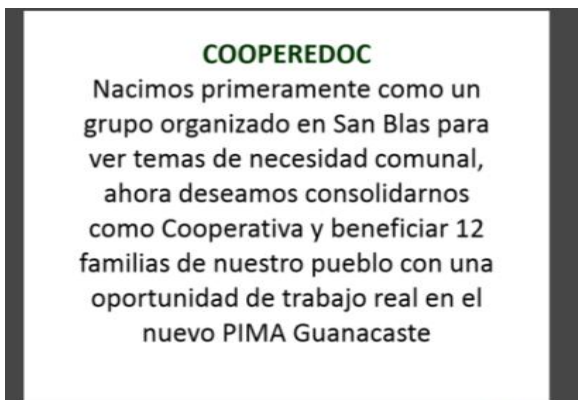 COOPEREDOC
Nacimos primeramente como un
grupo organizado en San Blas para
ver temas de necesidad comunal,
ahora deseamos consolidarnos
como Cooperativa y beneficiar 12
familias de nuestro pueblo con una
oportunidad de trabajo real en el
nuevo PIMA Guanacaste